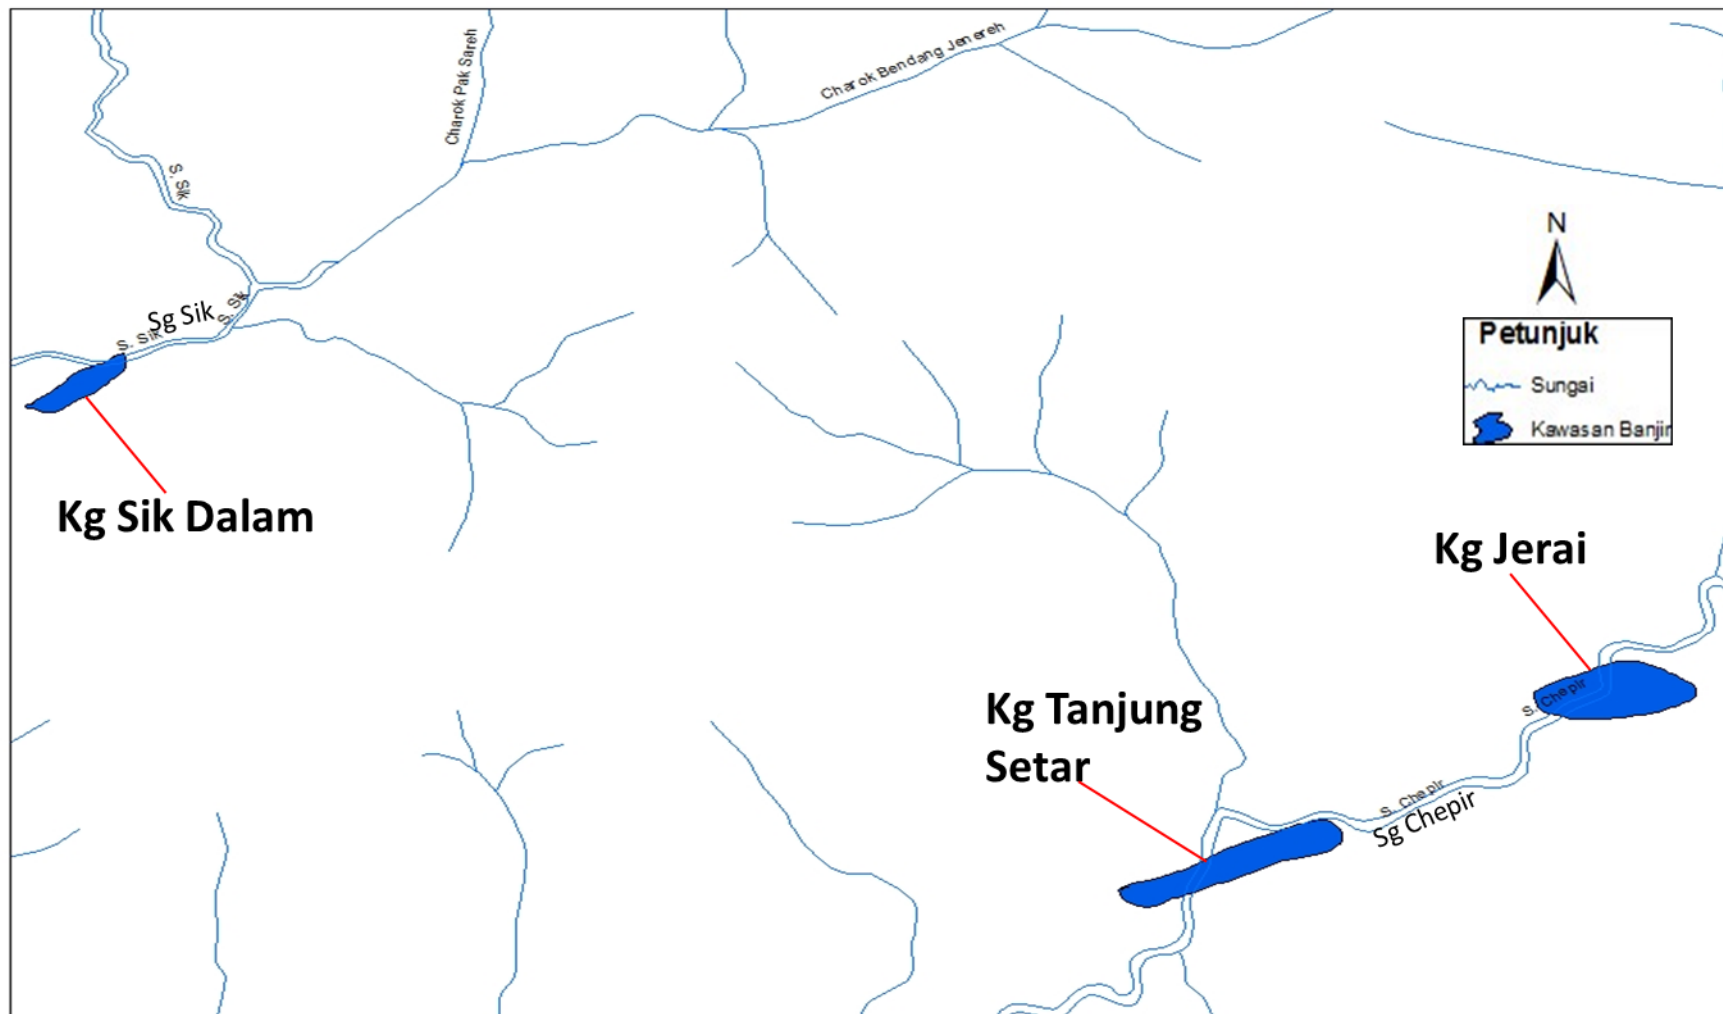 Charok Pak Sareh
Charok Bendang Jenereh
S. Sik
N
S. Sik
Sg Sik
S. Sik
Petunjuk
Sungai
Kawasan Banjir
Kg Sik Dalam
Kg Jerai
S. Chepir
Kg Tanjung
Setar
S. Chepir
Sg Chepir